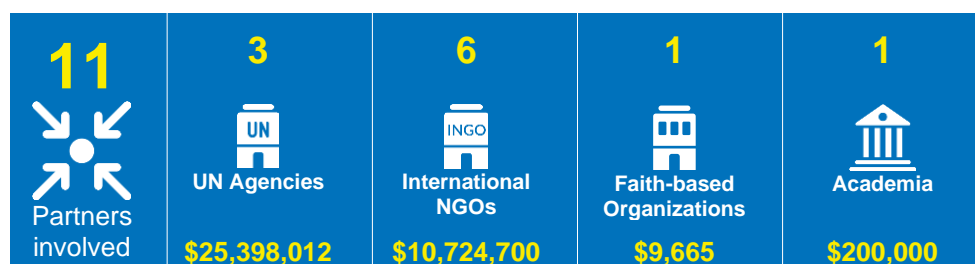 11
Partners
involved
3
UN
UN Agencies
$25,398,012
6
INGO
International
NGOs
$10,724,700
1
Faith-based
Organizations
$9,665
1
Academia
$200,000